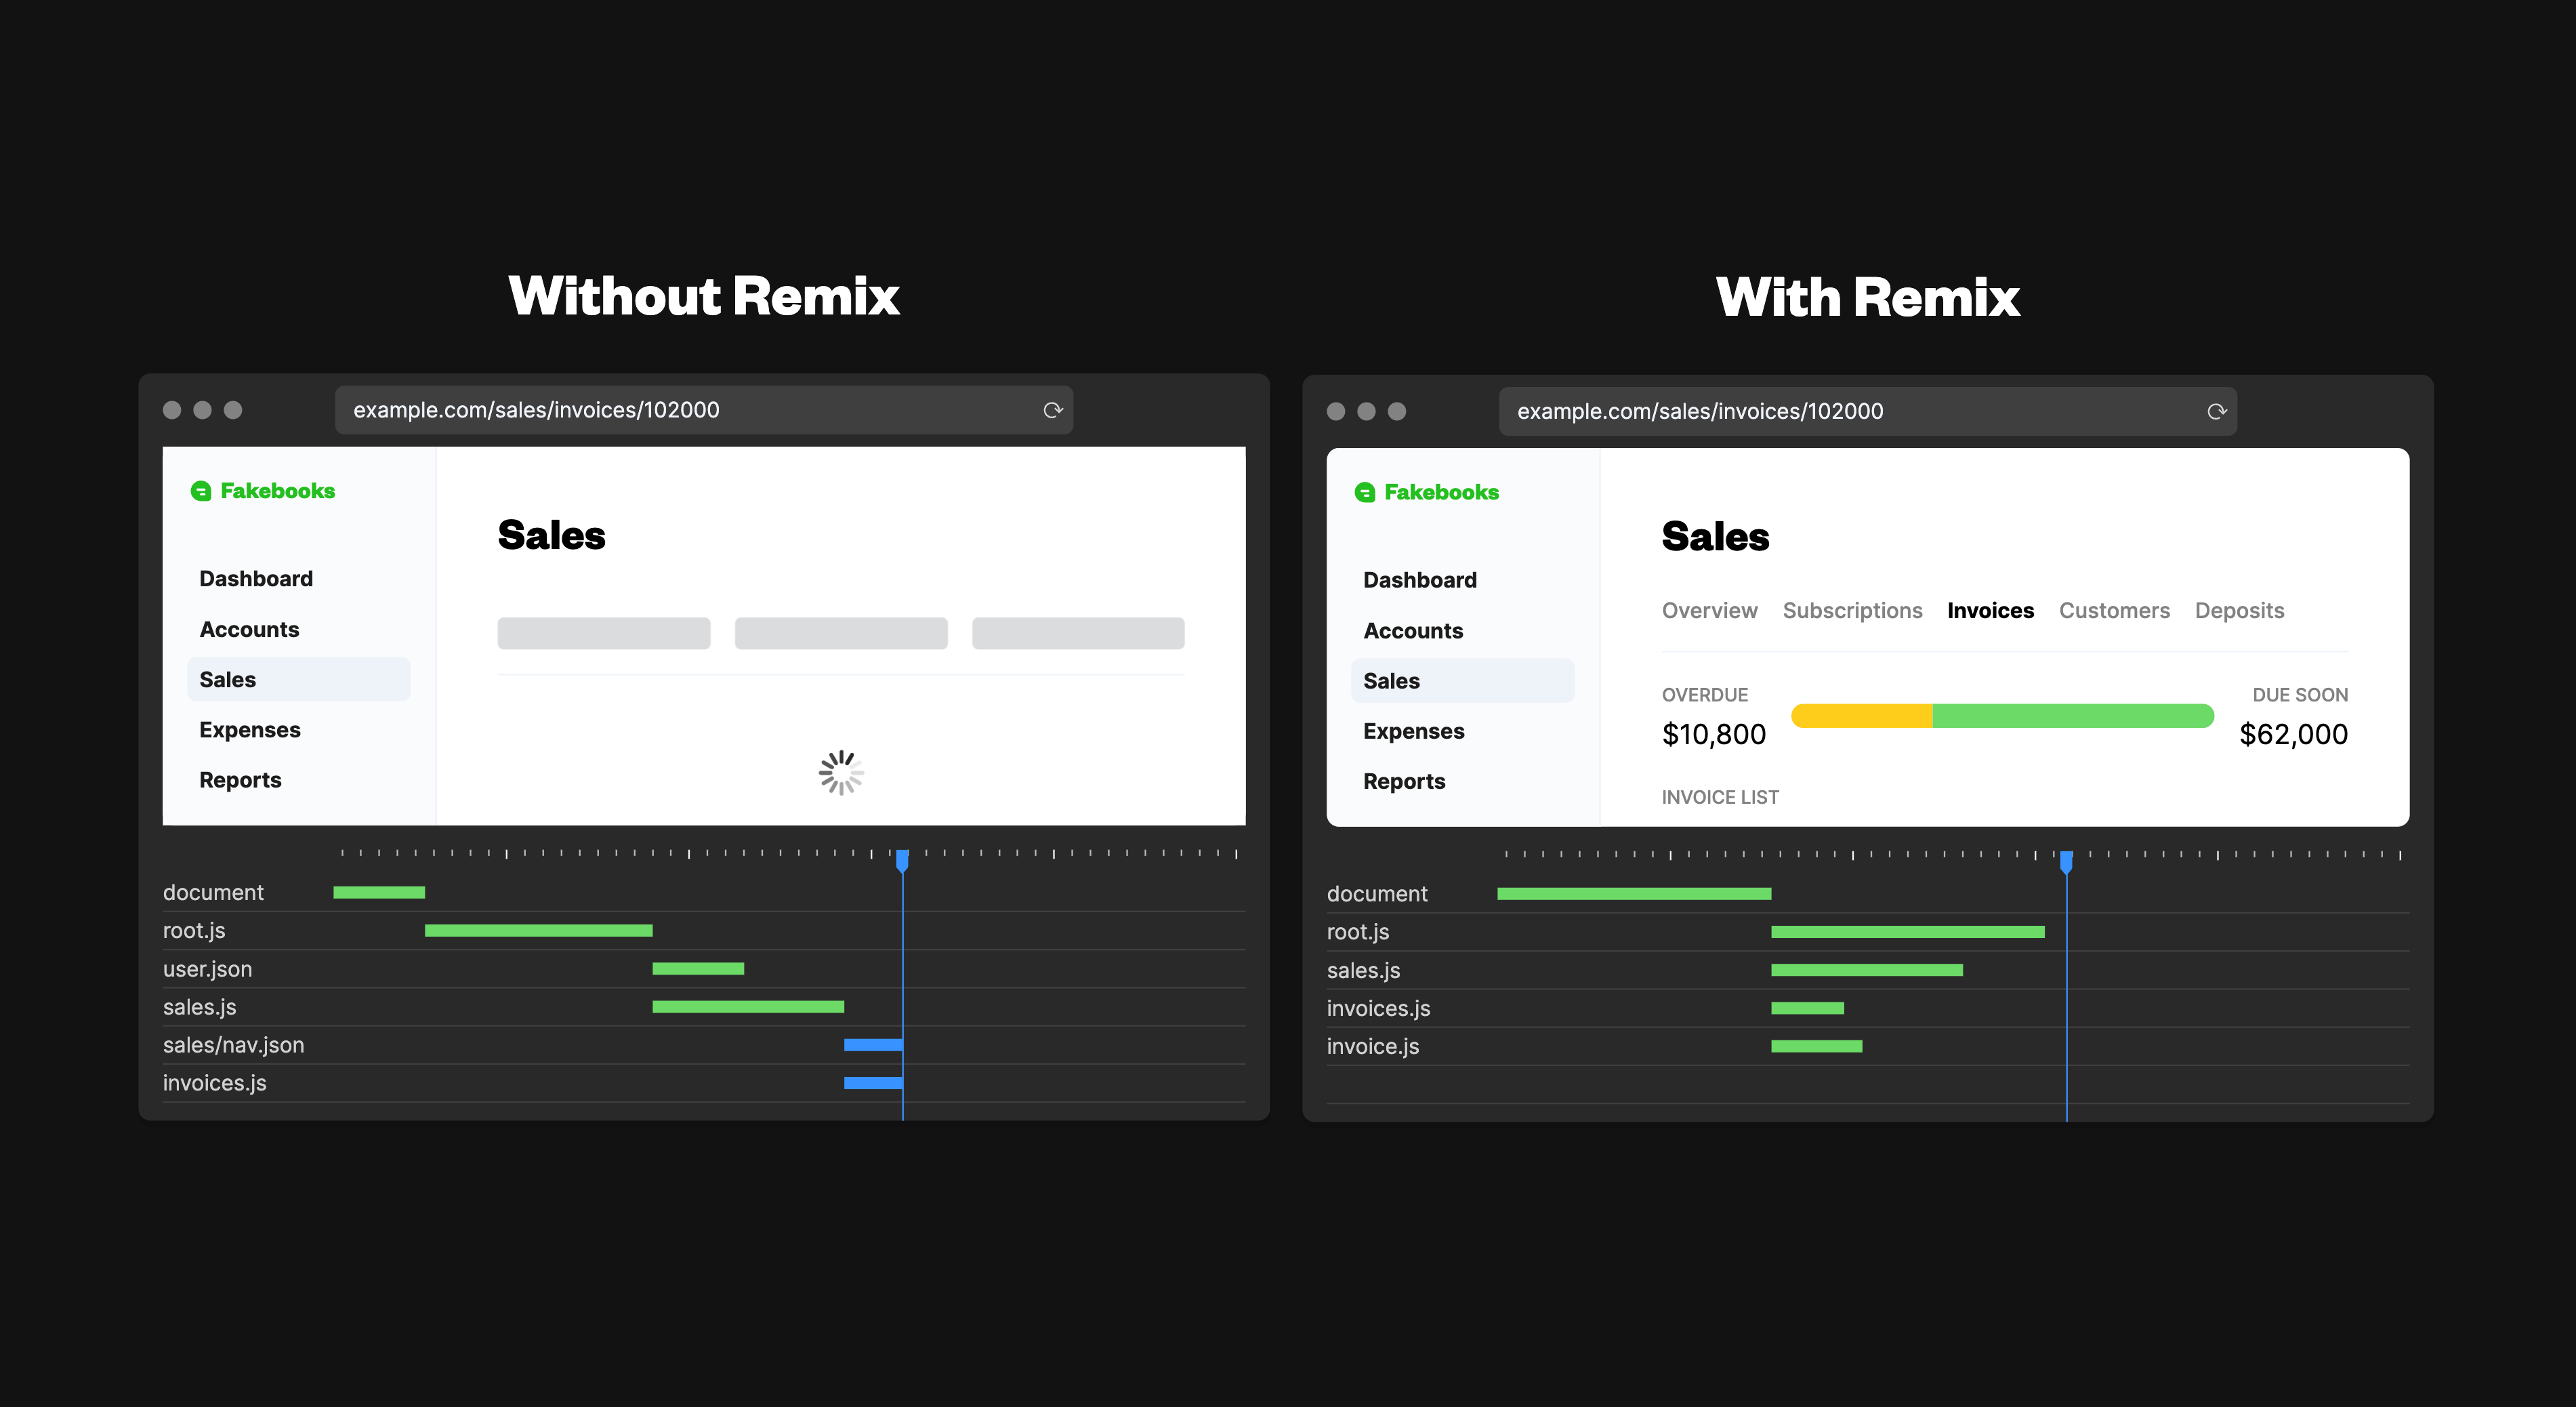 Without Remix
example.com/sales/invoices/102000
Fakebooks
Sales
Dashboard
Accounts
Sales
Expenses
Reports
document
root.js
user.json
sales.js
sales/nav.json
invoices.js
With Remix
example.com/sales/invoices/102000
Fakebooks
Sales
Dashboard
Accounts
Sales
Expenses
Reports
Overview Subscriptions Invoices Customers Deposits
OVERDUE DUE SOON
$10,800 $62,000
INVOICE LIST
document
root.js
sales.js
invoices.js
invoice.js